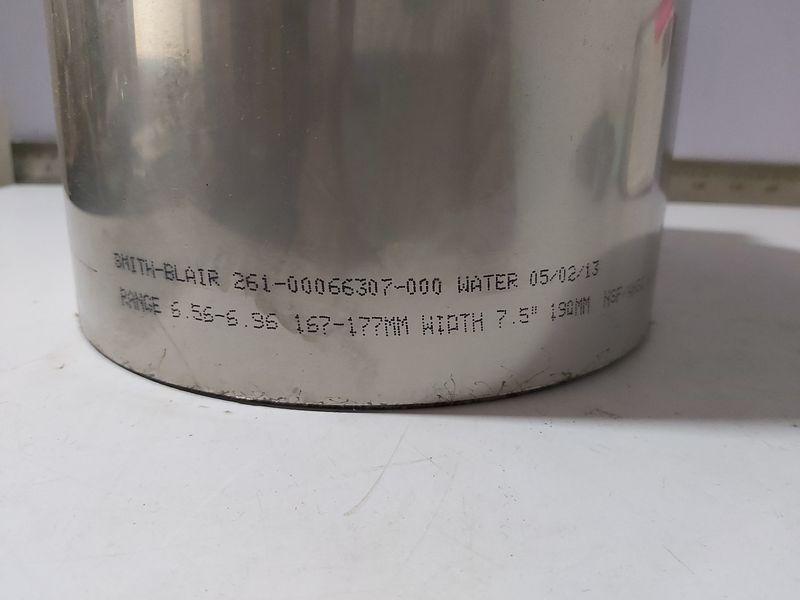 SMITH-BLAIR 261-00066307-000 WATER 05/02/13
RANGE 6.56-6.96 167-177MM WIDTH 7.5" 190MM